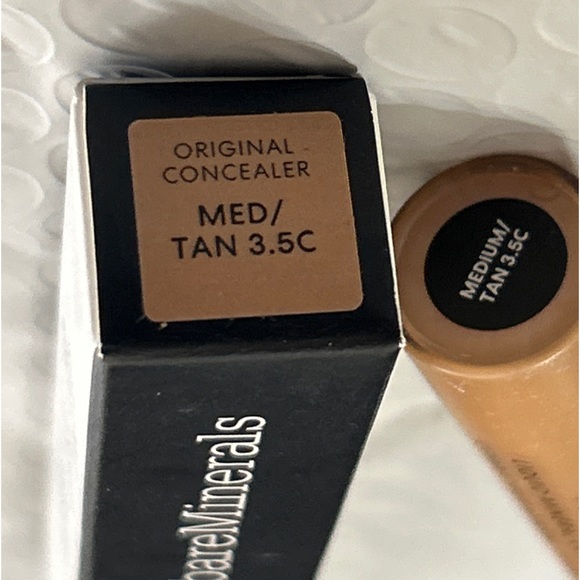 ORIGINAL
CONCEALER
MED/
TAN 3.5C
MEDIUM/
TAN 3.5C
bareMinerals